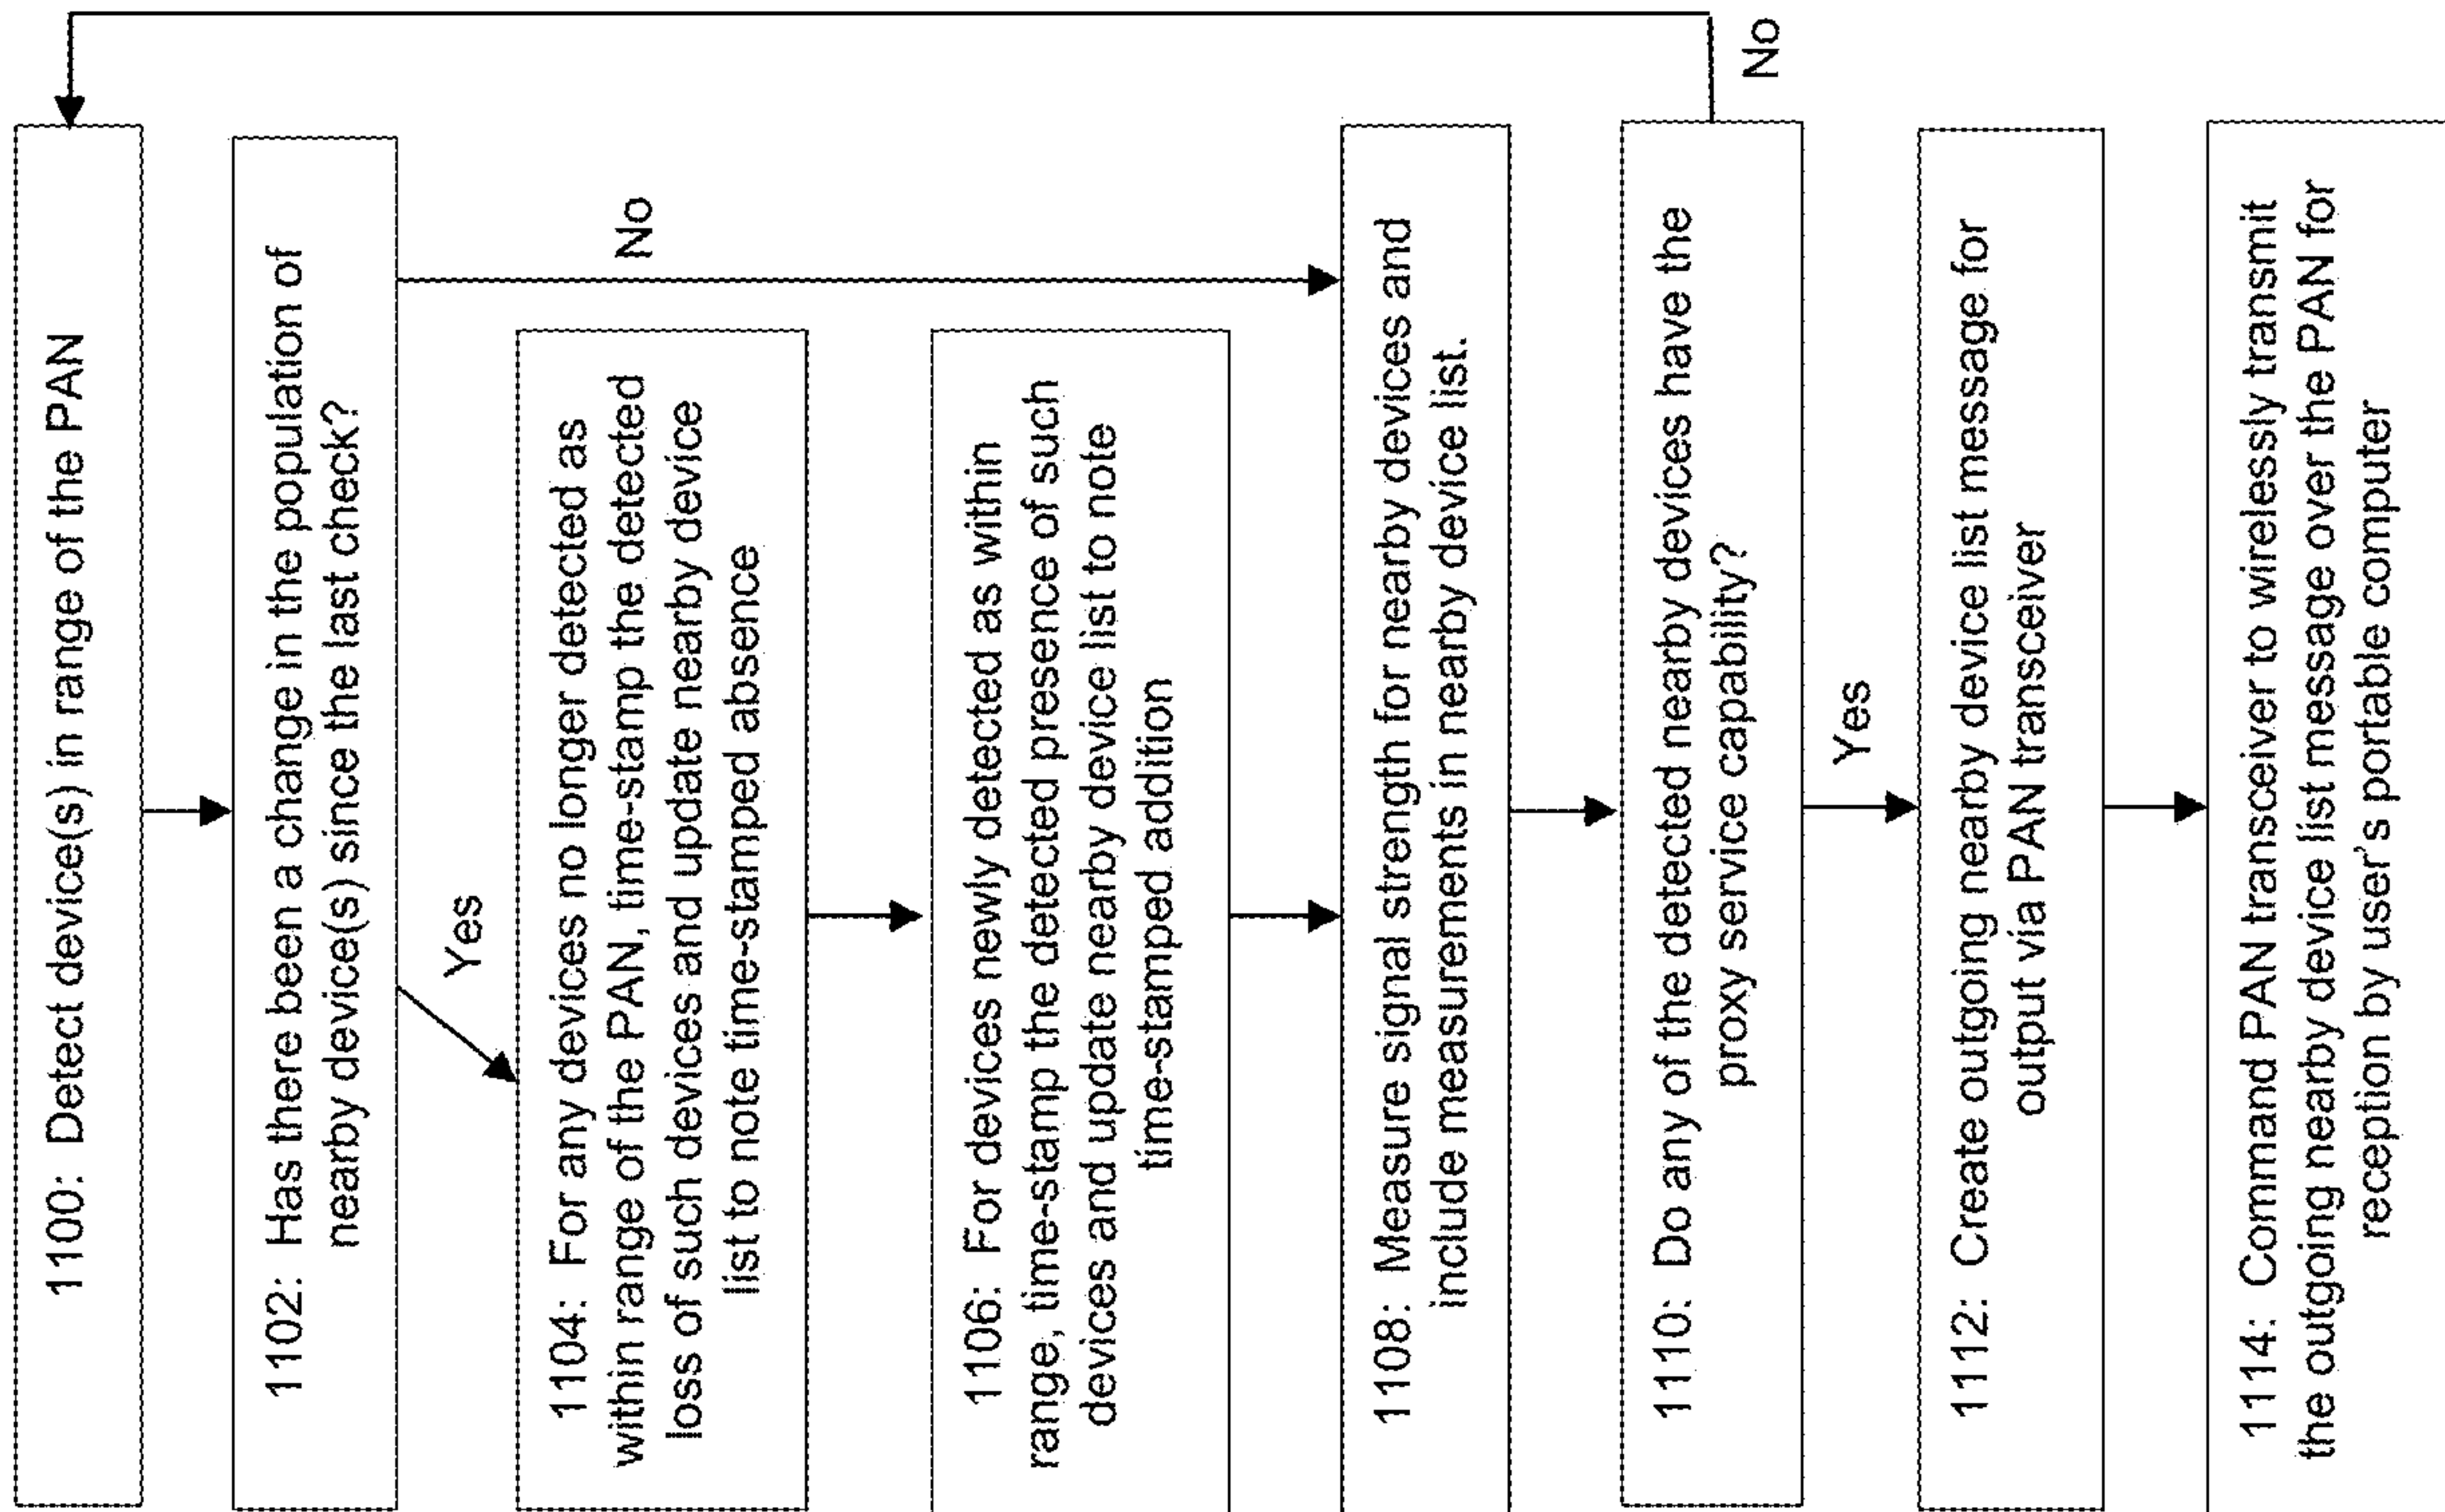 1100: Detect device(s) in range of the PAN
1102: Has there been a change in the population of
nearby device(s) since the last check?
No
Yes
1104: For any devices no longer detected as
within range of the PAN, time-stamp the detected
loss of such devices and update nearby device
list to note time-stamped absence
1106: For devices newly detected as within
range, time-stamp the detected presence of such
devices and update nearby device list to note
time-stamped addition
1108: Measure signal strength for nearby devices and
include measurements in nearby device list.
1110: Do any of the detected nearby devices have the
proxy service capability?
No
Yes
1112: Create outgoing nearby device list message for
output via PAN transceiver
1114: Command PAN transceiver to wirelessly transmit
the outgoing nearby device list message over the PAN for
reception by user's portable computer